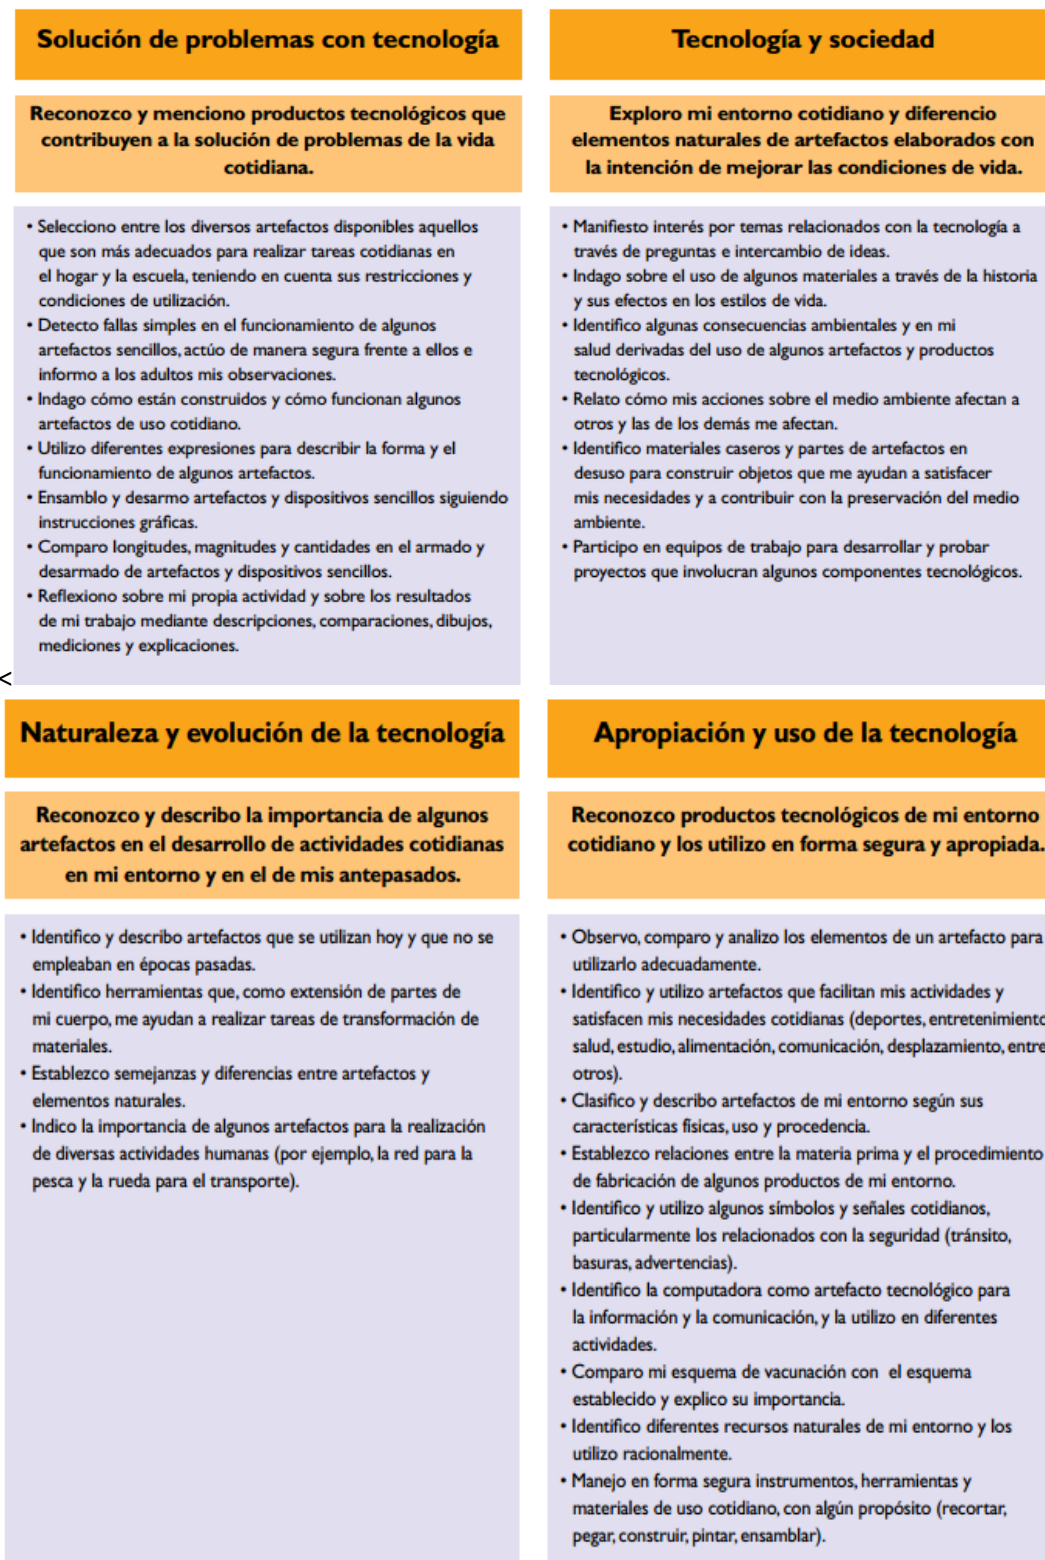 Solución de problemas con tecnología
Reconozco y menciono productos tecnológicos que
contribuyen a la solución de problemas de la vida
cotidiana.
• Selecciono entre los diversos artefactos disponibles aquellos
que son más adecuados para realizar tareas cotidianas en
el hogar y la escuela, teniendo en cuenta sus restricciones y
condiciones de utilización.
• Detecto fallas simples en el funcionamiento de algunos
artefactos sencillos, actúo de manera segura frente a ellos e
informo a los adultos mis observaciones.
• Indago cómo están construidos y cómo funcionan algunos
artefactos de uso cotidiano.
• Utilizo diferentes expresiones para describir la forma y el
funcionamiento de algunos artefactos.
• Ensamblo y desarmo artefactos y dispositivos sencillos siguiendo
instrucciones gráficas.
• Comparo longitudes, magnitudes y cantidades en el armado y
desarmado de artefactos y dispositivos sencillos.
• Reflexiono sobre mi propia actividad y sobre los resultados
de mi trabajo mediante descripciones, comparaciones, dibujos,
mediciones y explicaciones.
Tecnología y sociedad
Exploro mi entorno cotidiano y diferencio
elementos naturales de artefactos elaborados con
la intención de mejorar las condiciones de vida.
• Manifiesto interés por temas relacionados con la tecnología a
través de preguntas e intercambio de ideas.
• Indago sobre el uso de algunos materiales a través de la historia
y sus efectos en los estilos de vida.
• Identifico algunas consecuencias ambientales y en mi
salud derivadas del uso de algunos artefactos y productos
tecnológicos.
• Relato cómo mis acciones sobre el medio ambiente afectan a
otros y las de los demás me afectan.
• Identifico materiales caseros y partes de artefactos en
desuso para construir objetos que me ayudan a satisfacer
mis necesidades y a contribuir con la preservación del medio
ambiente.
• Participo en equipos de trabajo para desarrollar y probar
proyectos que involucran algunos componentes tecnológicos.
<
Naturaleza y evolución de la tecnología
Reconozco y describo la importancia de algunos
artefactos en el desarrollo de actividades cotidianas
en mi entorno y en el de mis antepasados.
• Identifico y describo artefactos que se utilizan hoy y que no se
empleaban en épocas pasadas.
• Identifico herramientas que, como extensión de partes de
mi cuerpo, me ayudan a realizar tareas de transformación de
materiales.
• Establezco semejanzas y diferencias entre artefactos y
elementos naturales.
• Indico la importancia de algunos artefactos para la realización
de diversas actividades humanas (por ejemplo, la red para la
pesca y la rueda para el transporte).
Apropiación y uso de la tecnología
Reconozco productos tecnológicos de mi entorno
cotidiano y los utilizo en forma segura y apropiada.
• Observo, comparo y analizo los elementos de un artefacto para
utilizarlo adecuadamente.
• Identifico y utilizo artefactos que facilitan mis actividades y
satisfacen mis necesidades cotidianas (deportes, entretenimiento
salud, estudio, alimentación, comunicación, desplazamiento, entre
otros).
• Clasifico y describo artefactos de mi entorno según sus
características físicas, uso y procedencia.
• Establezco relaciones entre la materia prima y el procedimiento
de fabricación de algunos productos de mi entorno.
• Identifico y utilizo algunos símbolos y señales cotidianos,
particularmente los relacionados con la seguridad (tránsito,
basuras, advertencias).
• Identifico la computadora como artefacto tecnológico para
la información y la comunicación, y la utilizo en diferentes
actividades.
• Comparo mi esquema de vacunación con el esquema
establecido y explico su importancia.
• Identifico diferentes recursos naturales de mi entorno y los
utilizo racionalmente.
• Manejo en forma segura instrumentos, herramientas y
materiales de uso cotidiano, con algún propósito (recortar,
pegar, construir, pintar, ensamblar).